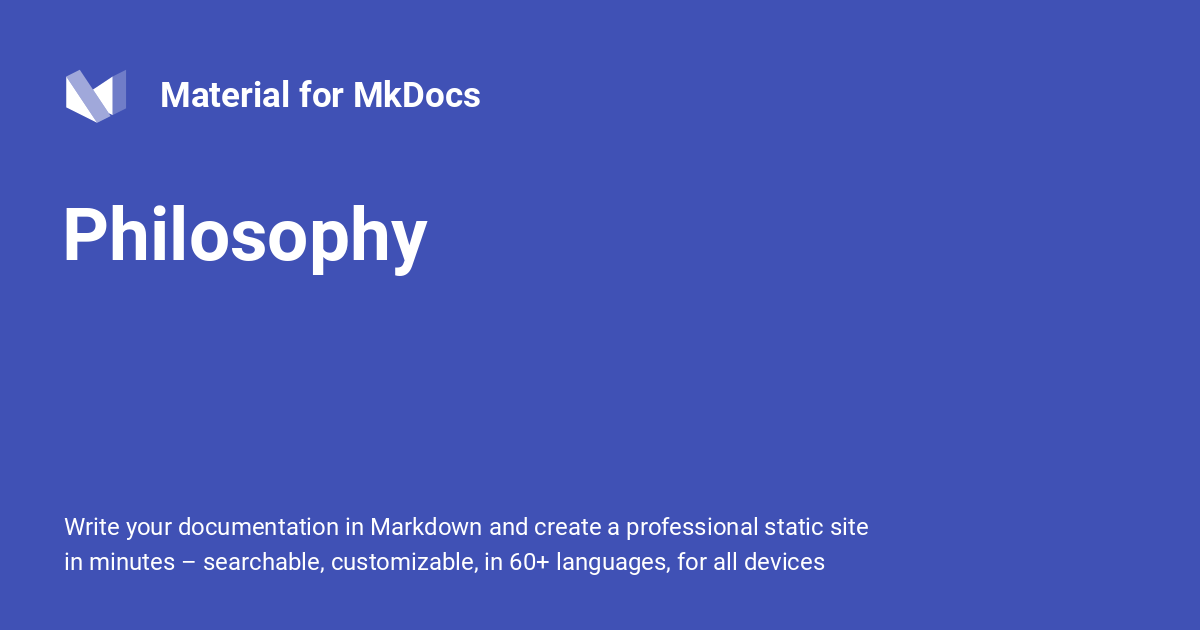 Material for MkDocs
Philosophy
Write your documentation in Markdown and create a professional static site
in minutes – searchable, customizable, in 60+ languages, for all devices